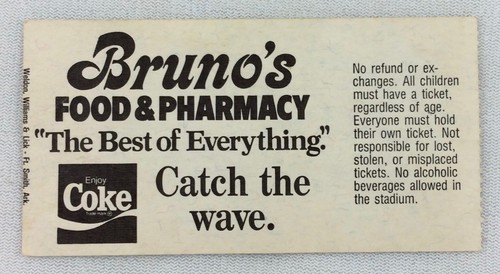 Weldon, Williams & Lick - Ft. Smith, Ark.
Bruno's
FOOD & PHARMACY
"The Best of Everything."
Enjoy
Coke
Trade-mark ®
Catch the
wave.
No refund or ex-
changes. All children
must have a ticket,
regardless of age.
Everyone must hold
their own ticket. Not
responsible for lost,
stolen, or misplaced
tickets. No alcoholic
beverages allowed in
the stadium.